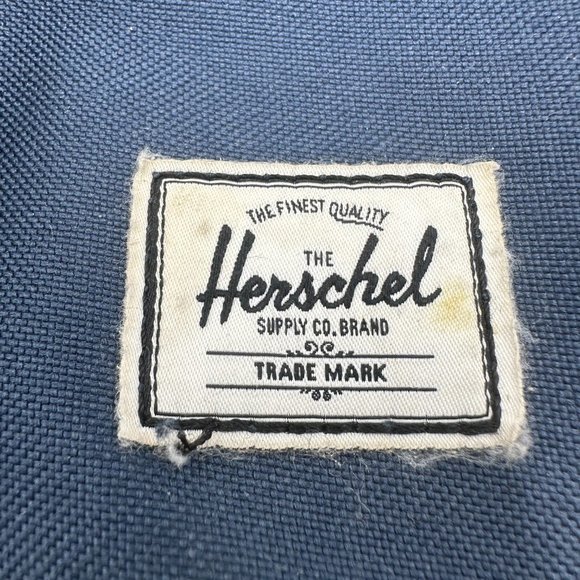 THE FINEST QUALITY
THE
Herschel
SUPPLY CO. BRAND
TRADE MARK